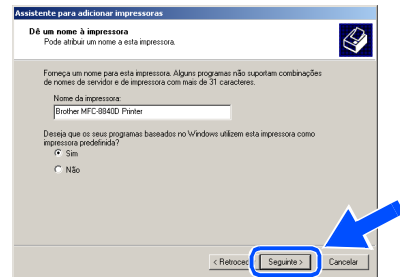 Assistente para adicionar impressoras
Dê um nome à impressora
Pode atribuir um nome a esta impressora.
Forneça um nome para esta impressora. Alguns programas não suportam combinações
de nomes de servidor e de impressora com mais de 31 caracteres.
Nome da impressora:
Brother MFC-8840D Printer
Deseja que os seus programas baseados no Windows utilizem esta impressora como
impressora predefinida?
Sim
Não
< Retroced
Seguinte >
Cancelar